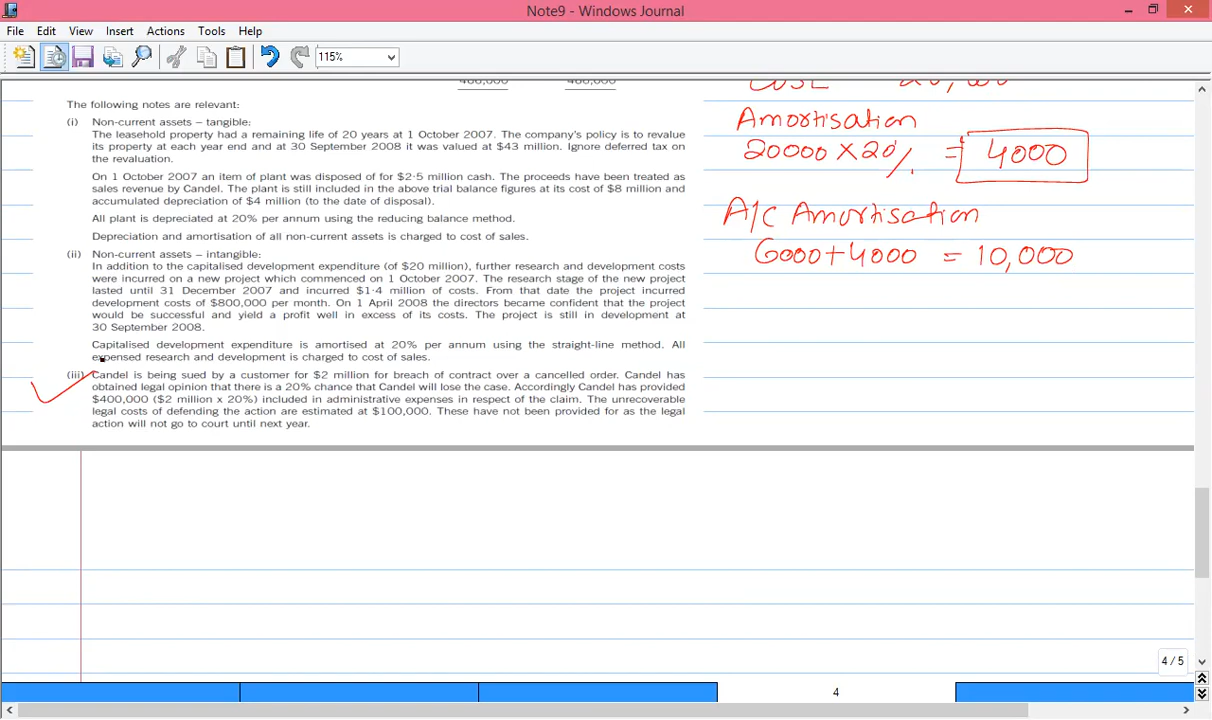 Note9 - Windows Journal
File Edit View Insert Actions Tools Help
115%
The following notes are relevant:
(i) Non-current assets – tangible:
The leasehold property had a remaining life of 20 years at 1 October 2007. The company's policy is to revalue
its property at each year end and at 30 September 2008 it was valued at $43 million. Ignore deferred tax on
the revaluation.
On 1 October 2007 an item of plant was disposed of for $2·5 million cash. The proceeds have been treated as
sales revenue by Candel. The plant is still included in the above trial balance figures at its cost of $8 million and
accumulated depreciation of $4 million (to the date of disposal).
All plant is depreciated at 20% per annum using the reducing balance method.
Depreciation and amortisation of all non-current assets is charged to cost of sales.
(ii) Non-current assets – intangible:
In addition to the capitalised development expenditure (of $20 million), further research and development costs
were incurred on a new project which commenced on 1 October 2007. The research stage of the new project
lasted until 31 December 2007 and incurred $1·4 million of costs. From that date the project incurred
development costs of $800,000 per month. On 1 April 2008 the directors became confident that the project
would be successful and yield a profit well in excess of its costs. The project is still in development at
30 September 2008.
Capitalised development expenditure is amortised at 20% per annum using the straight-line method. All
expensed research and development is charged to cost of sales.
(iii) Candel is being sued by a customer for $2 million for breach of contract over a cancelled order. Candel has
obtained legal opinion that there is a 20% chance that Candel will lose the case. Accordingly Candel has provided
$400,000 ($2 million x 20%) included in administrative expenses in respect of the claim. The unrecoverable
legal costs of defending the action are estimated at $100,000. These have not been provided for as the legal
action will not go to court until next year.
Amortisation
20000 X 20% = 4000
A/C Amortisation
6000+4000 = 10,000
4 / 5
4